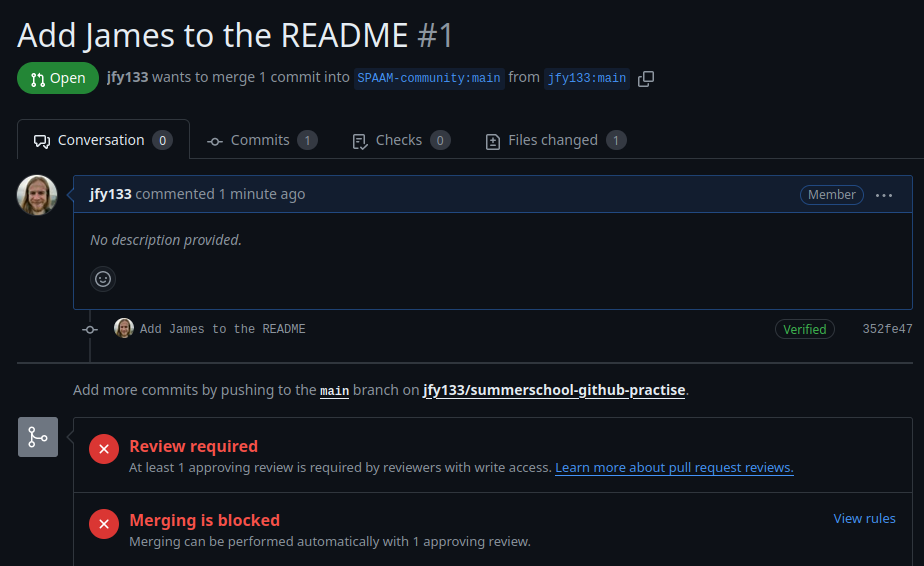 Add James to the README #1
Open jfy133 wants to merge 1 commit into SPAAM-community:main from jfy133:main
Conversation 0 Commits 1 Checks 0 Files changed 1
jfy133 commented 1 minute ago Member ...
No description provided.
Add James to the README Verified 352fe47
Add more commits by pushing to the main branch on jfy133/summerschool-github-practise.
Review required
At least 1 approving review is required by reviewers with write access. Learn more about pull request reviews.
Merging is blocked View rules
Merging can be performed automatically with 1 approving review.